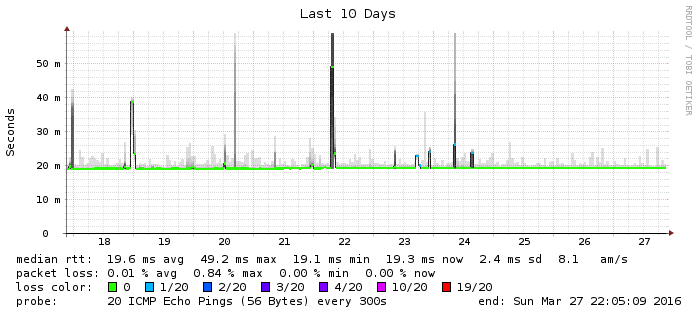 Last 10 Days
RRDTOOL / TOBI OETIKER
Seconds
50 m
40 m
30 m
20 m
10 m
0
18 19 20 21 22 23 24 25 26 27
median rtt: 19.6 ms avg 49.2 ms max 19.1 ms min 19.3 ms now 2.4 ms sd 8.1 am/s
packet loss: 0.01 % avg 0.84 % max 0.00 % min 0.00 % now
loss color: 0 1/20 2/20 3/20 4/20 10/20 19/20
probe: 20 ICMP Echo Pings (56 Bytes) every 300s end: Sun Mar 27 22:05:09 2016